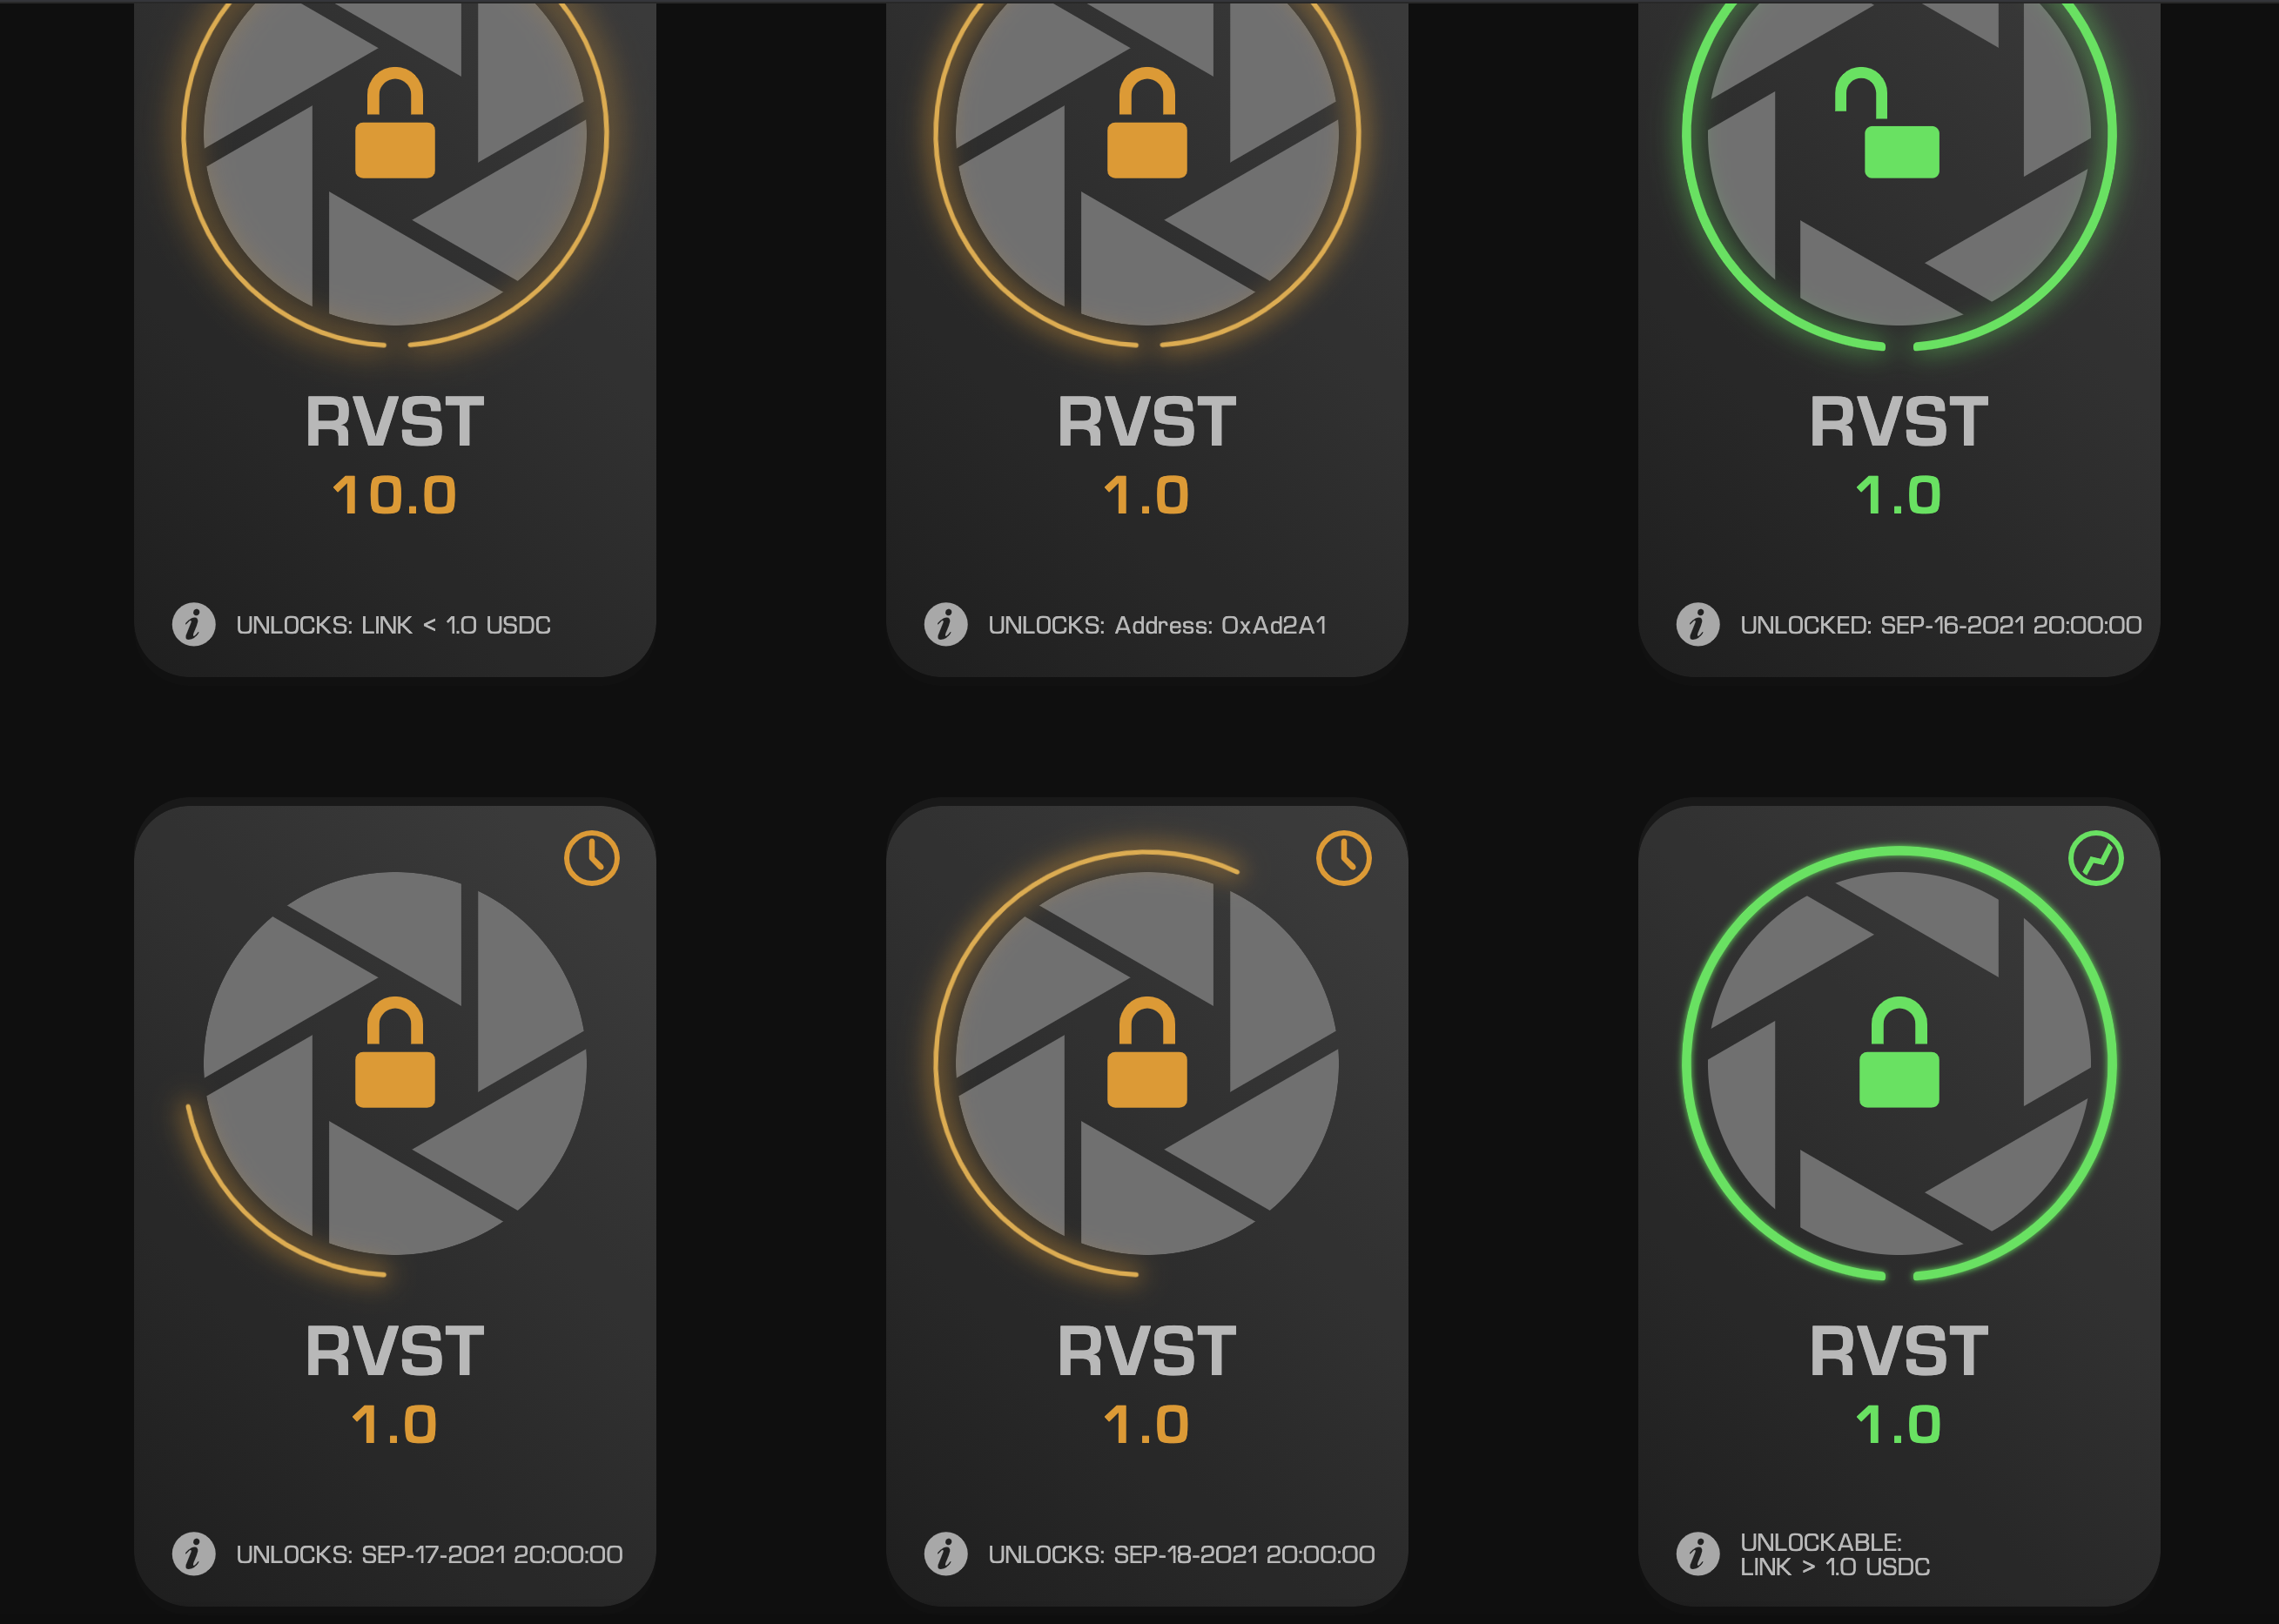 RVST
10.0
UNLOCKS: LINK < 1.0 USDC
RVST
1.0
UNLOCKS: Address: 0xAd2A1
RVST
1.0
UNLOCKED: SEP-16-2021 20:00:00
RVST
1.0
UNLOCKS: SEP-17-2021 20:00:00
RVST
1.0
UNLOCKS: SEP-18-2021 20:00:00
RVST
1.0
UNLOCKABLE:
LINK > 1.0 USDC